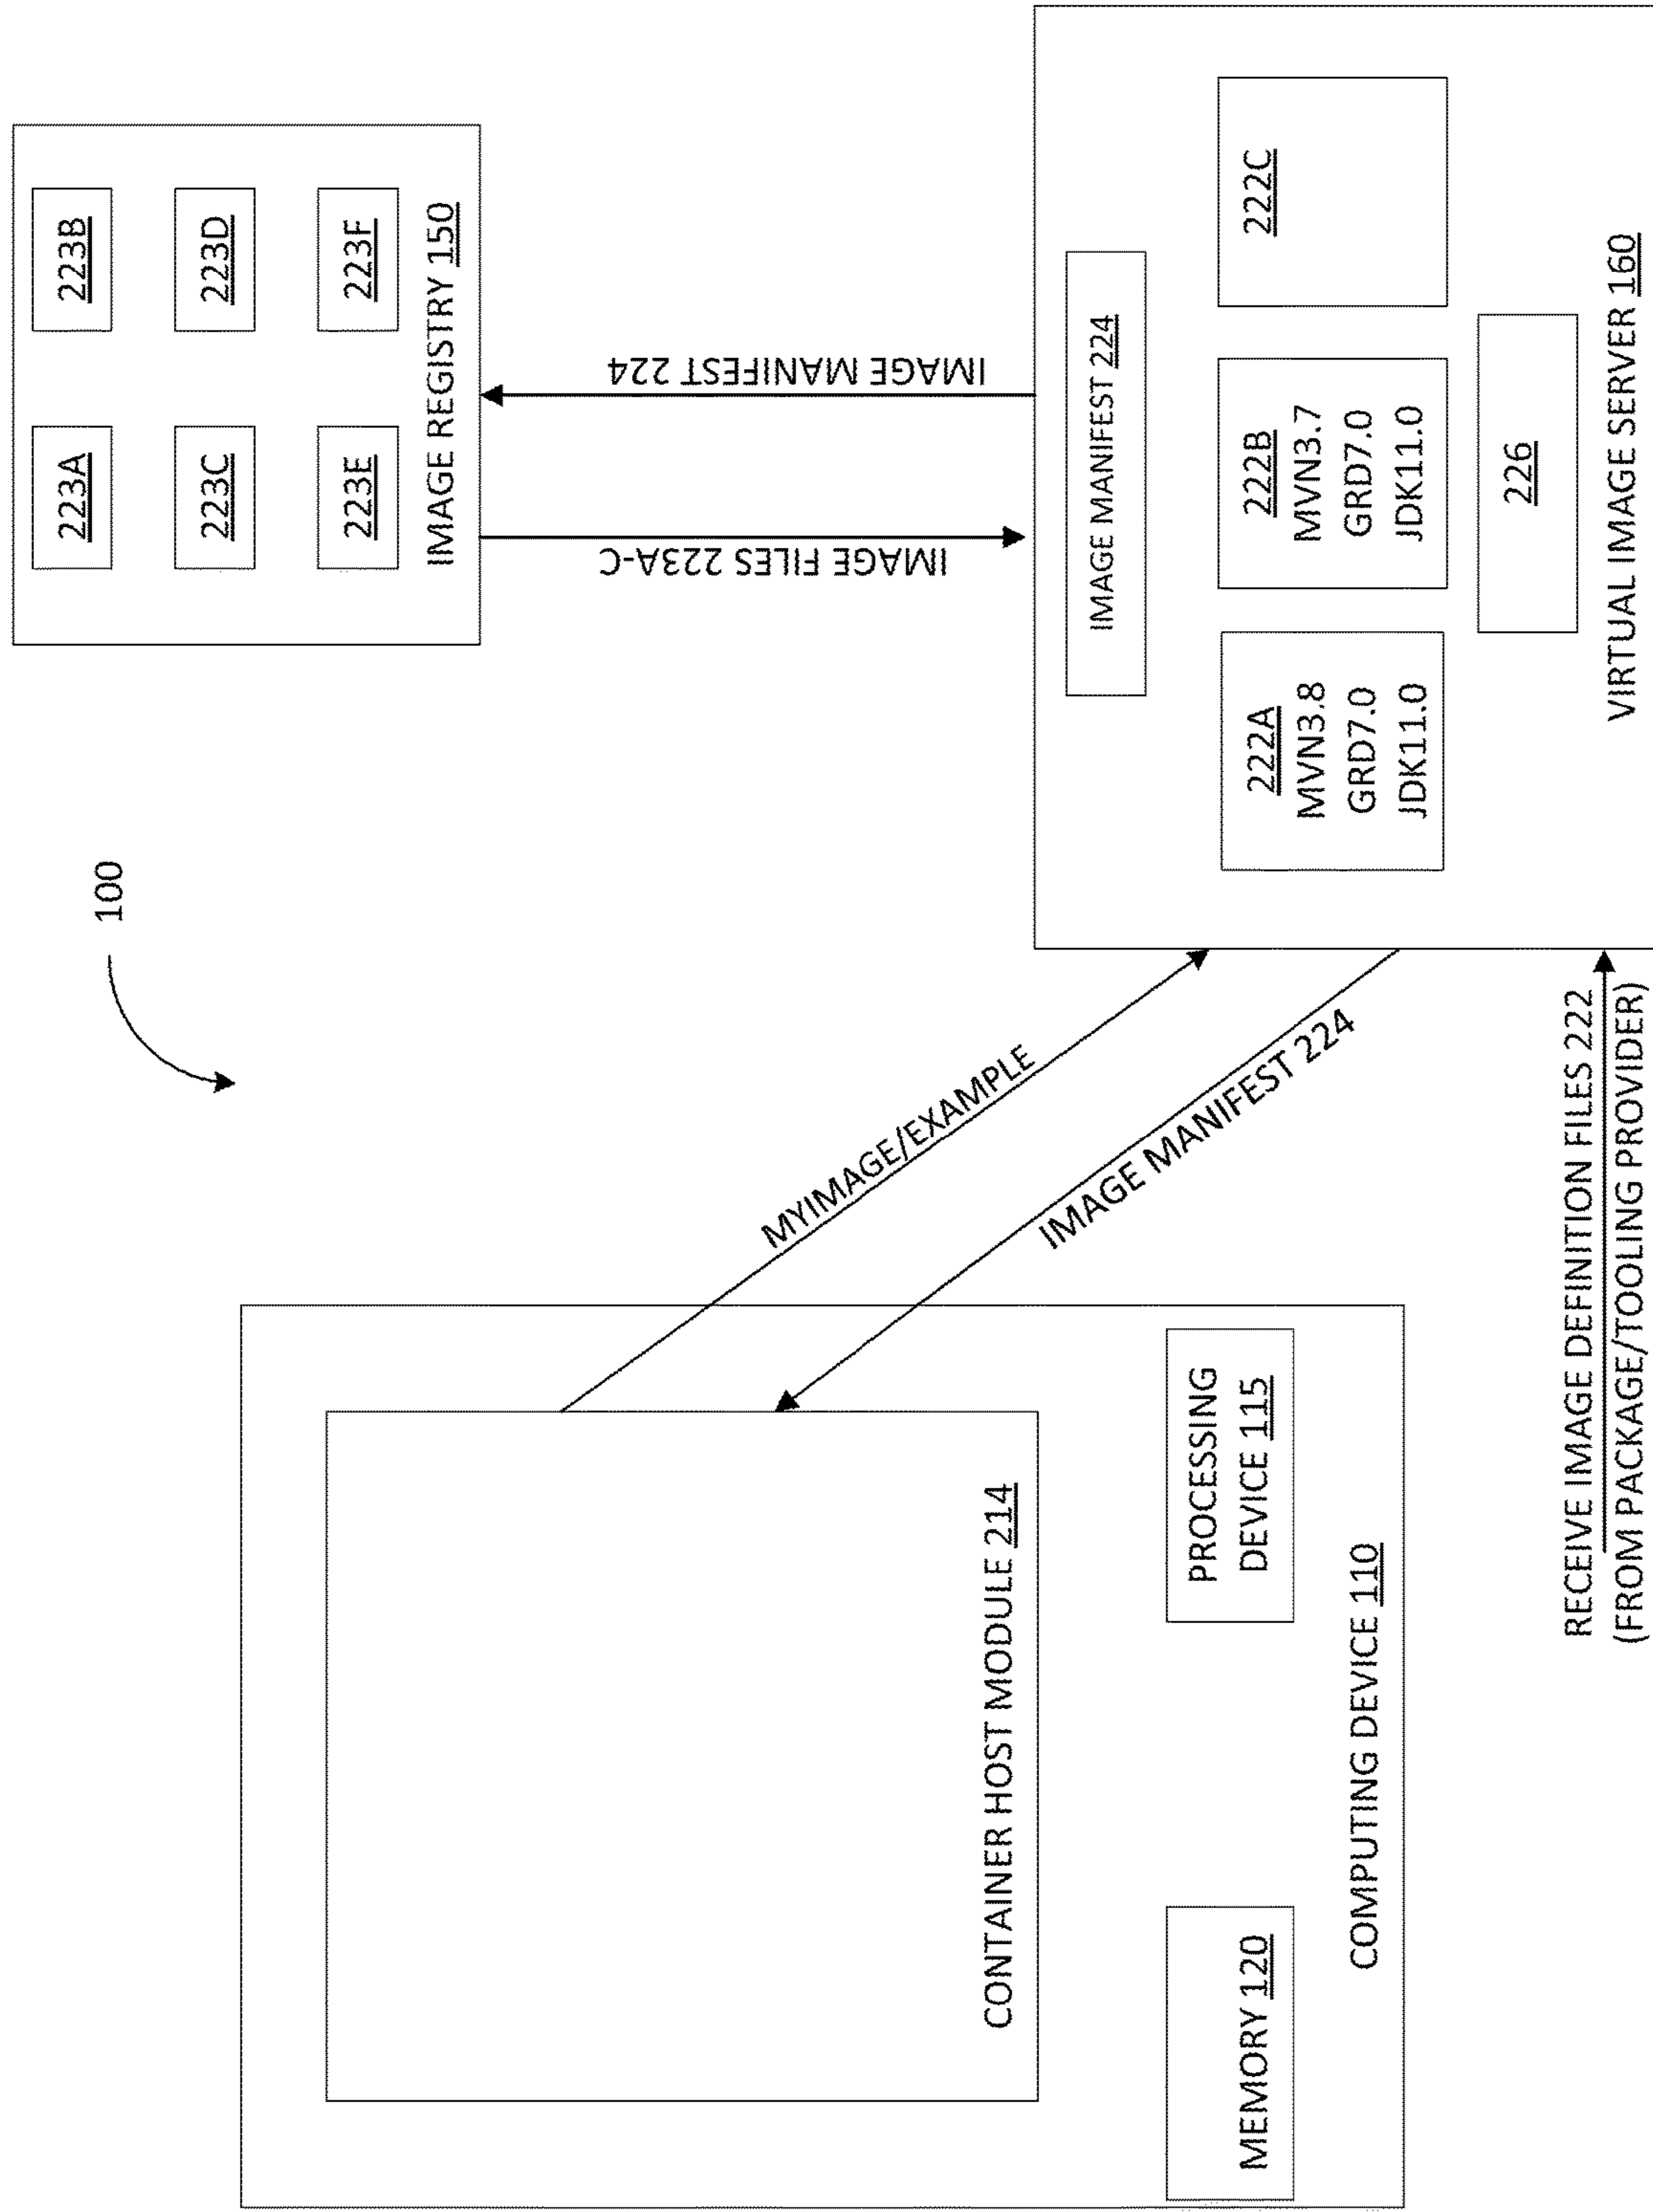 100
223A
223B
223C
223D
223E
223F
IMAGE REGISTRY 150
IMAGE FILES 223A-C
IMAGE MANIFEST 224
CONTAINER HOST MODULE 214
MEMORY 120
PROCESSING
DEVICE 115
COMPUTING DEVICE 110
MYIMAGE/EXAMPLE
IMAGE MANIFEST 224
IMAGE MANIFEST 224
222A
MVN3.8
GRD7.0
JDK11.0
222B
MVN3.7
GRD7.0
JDK11.0
222C
226
VIRTUAL IMAGE SERVER 160
RECEIVE IMAGE DEFINITION FILES 222
(FROM PACKAGE/TOOLING PROVIDER)